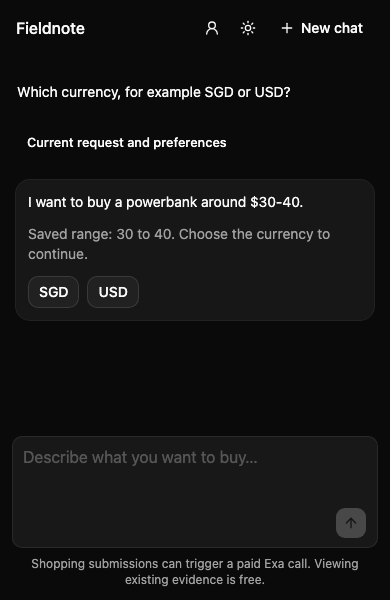 Fieldnote
New chat
Which currency, for example SGD or USD?
Current request and preferences
I want to buy a powerbank around $30-40.
Saved range: 30 to 40. Choose the currency to
continue.
SGD USD
Describe what you want to buy...
Shopping submissions can trigger a paid Exa call. Viewing
existing evidence is free.